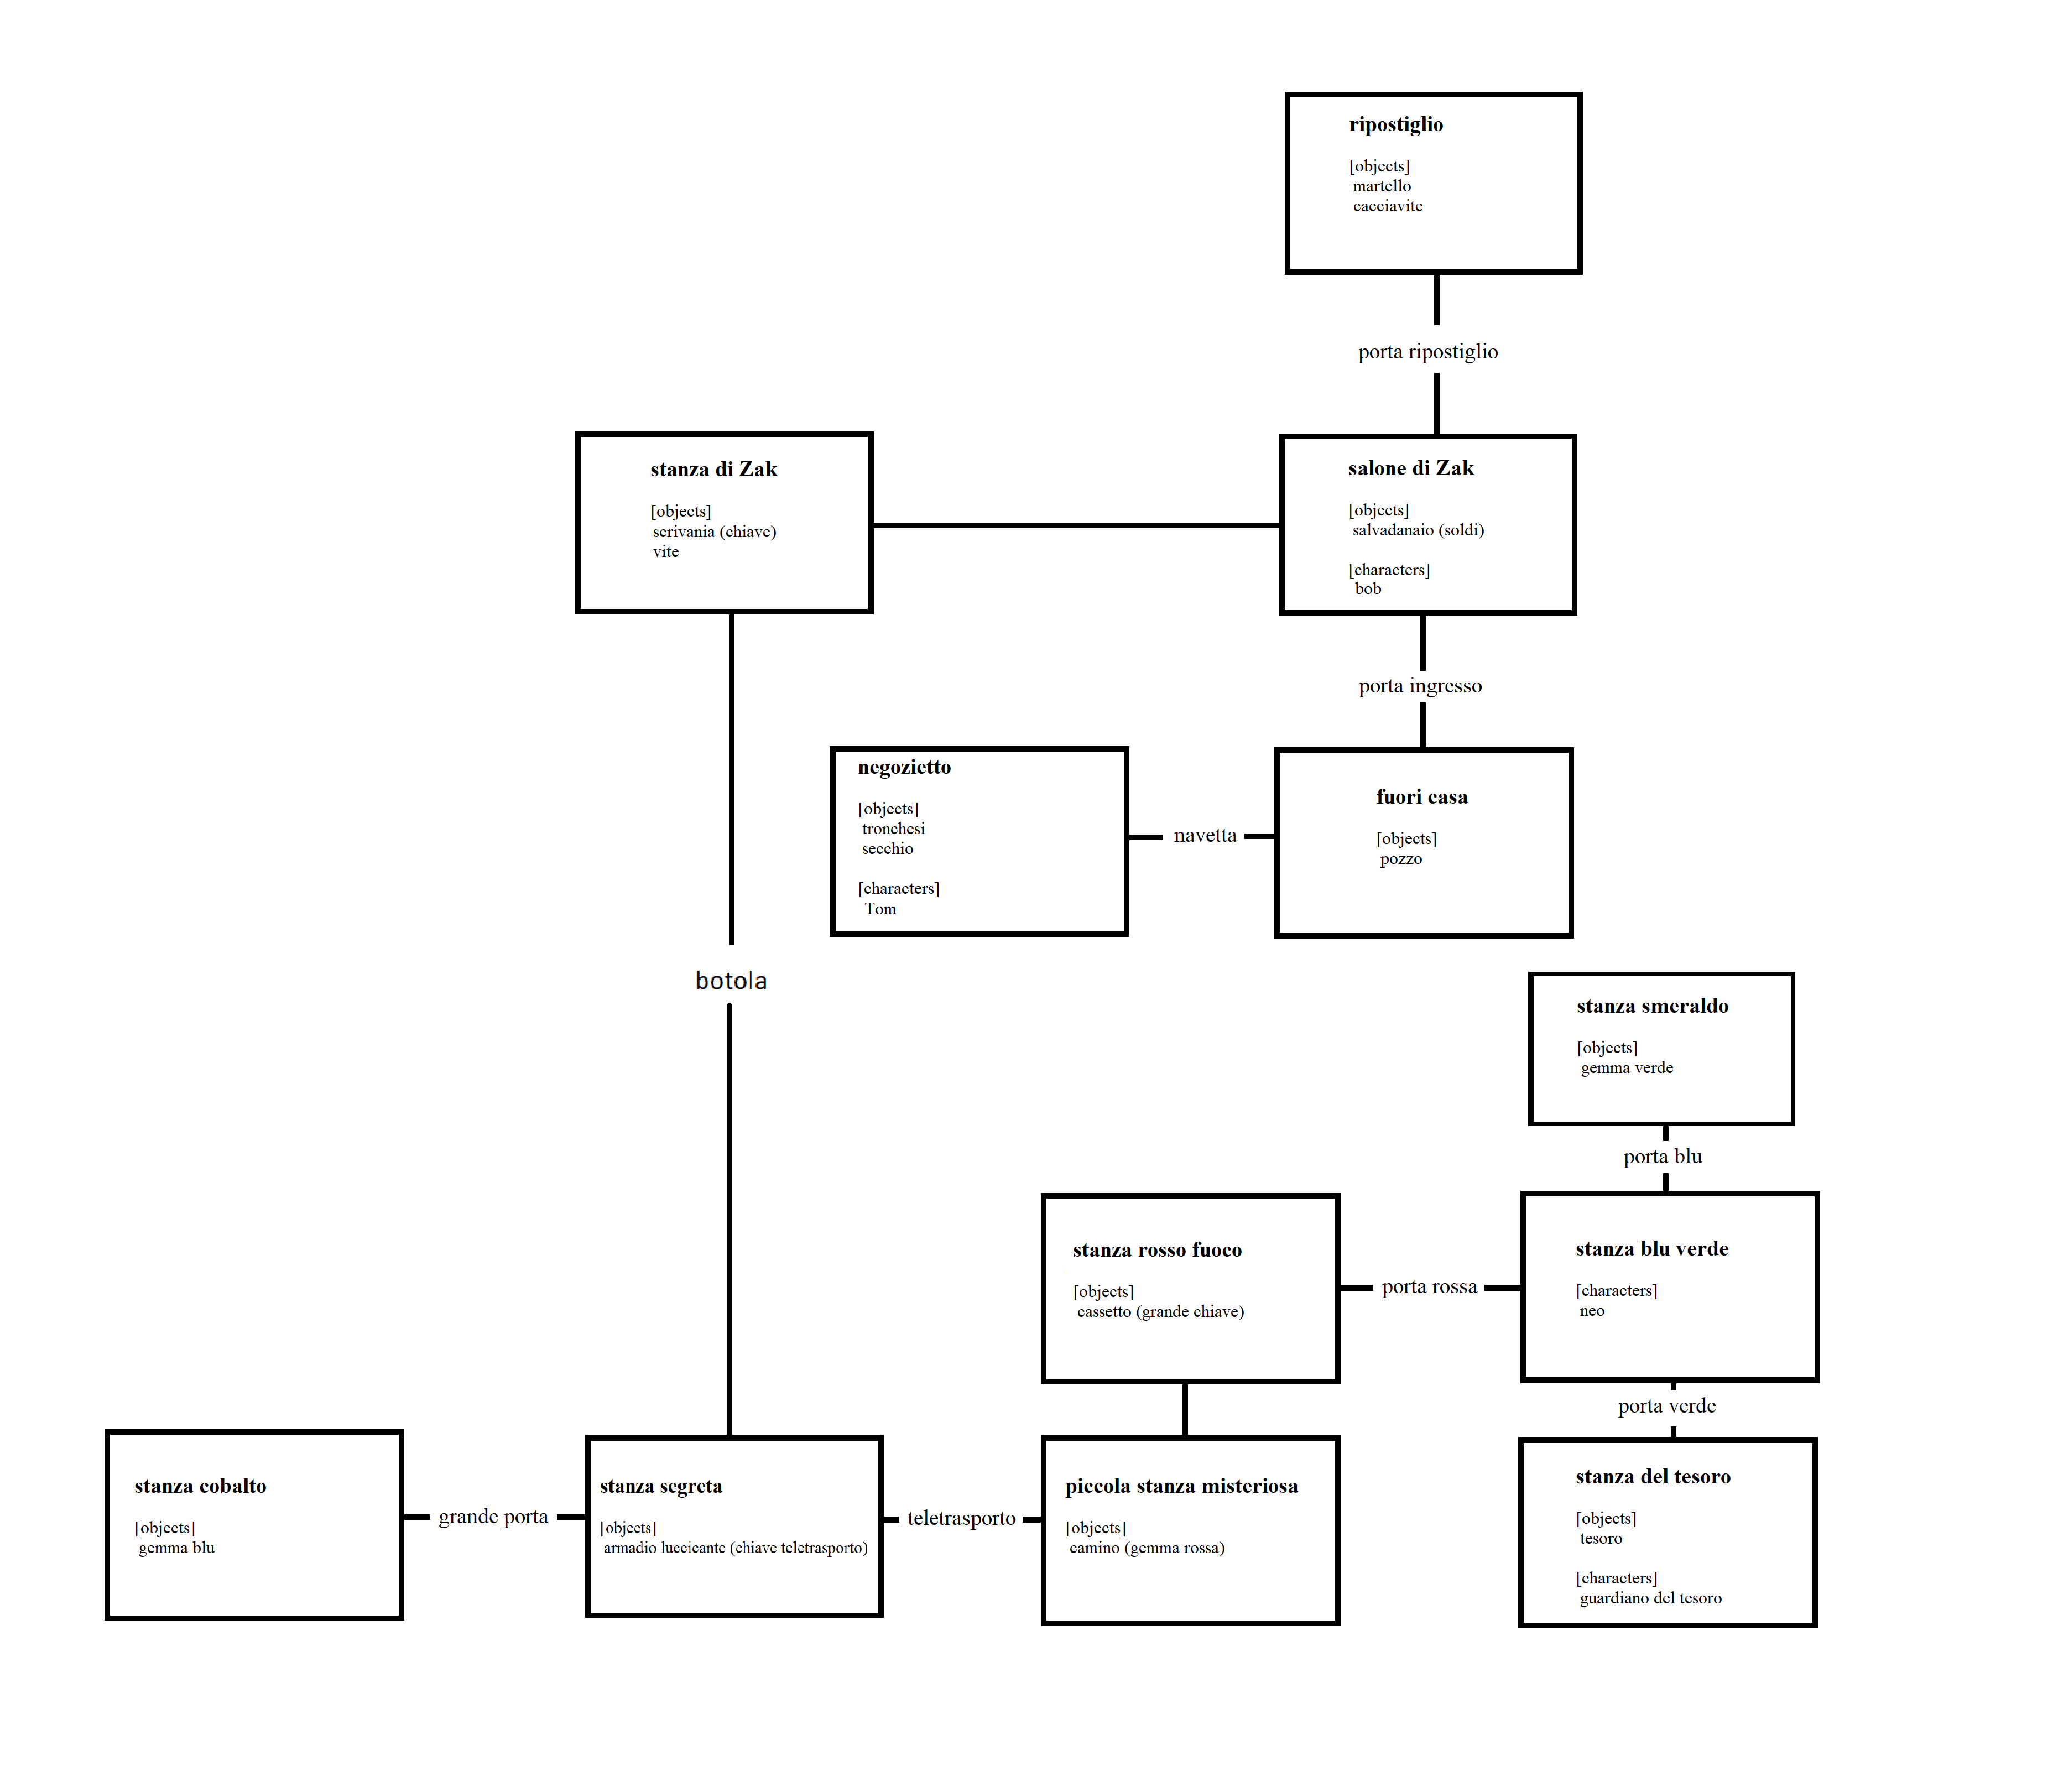 ripostiglio
[objects]
martello
cacciavite
porta ripostiglio
stanza di Zak
[objects]
scrivania (chiave)
vite
salone di Zak
[objects]
salvadanaio (soldi)
[characters]
bob
porta ingresso
negozietto
[objects]
tronchesi
secchio
[characters]
Tom
navetta
fuori casa
[objects]
pozzo
botola
stanza smeraldo
[objects]
gemma verde
porta blu
stanza rosso fuoco
[objects]
cassetto (grande chiave)
porta rossa
stanza blu verde
[characters]
neo
porta verde
stanza cobalto
[objects]
gemma blu
grande porta
stanza segreta
[objects]
armadio luccicante (chiave teletrasporto)
teletrasporto
piccola stanza misteriosa
[objects]
camino (gemma rossa)
stanza del tesoro
[objects]
tesoro
[characters]
guardiano del tesoro